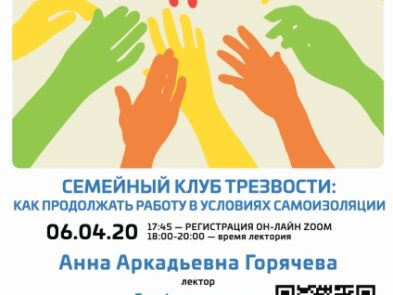 СЕМЕЙНЫЙ КЛУБ ТРЕЗВОСТИ:
КАК ПРОДОЛЖАТЬ РАБОТУ В УСЛОВИЯХ САМОИЗОЛЯЦИИ
06.04.20
17:45 — РЕГИСТРАЦИЯ ОН-ЛАЙН ZOOM
18:00-20:00 — время лектория
Анна Аркадьевна Горячева
лектор